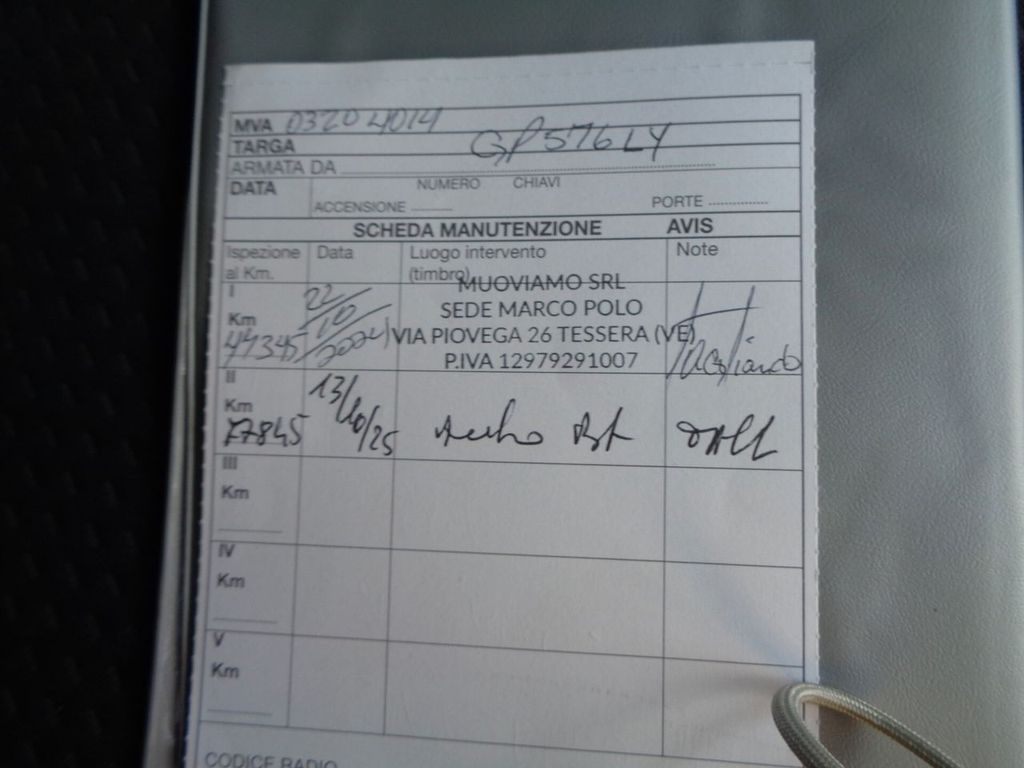 MVA 03204014
TARGA GP576LY
ARMATA DA
DATA NUMERO CHIAVI
ACCENSIONE PORTE
SCHEDA MANUTENZIONE AVIS
Ispezione al Km. Data Luogo intervento (timbro) Note
I
Km 44345 22/10/2024 MUOVIAMO SRL
SEDE MARCO POLO
VIA PIOVEGA 26 TESSERA (VE)
P.IVA 12979291007
Tagliando
II
Km 77845 13/10/25
III
Km
IV
Km
V
Km
CODICE RADIO